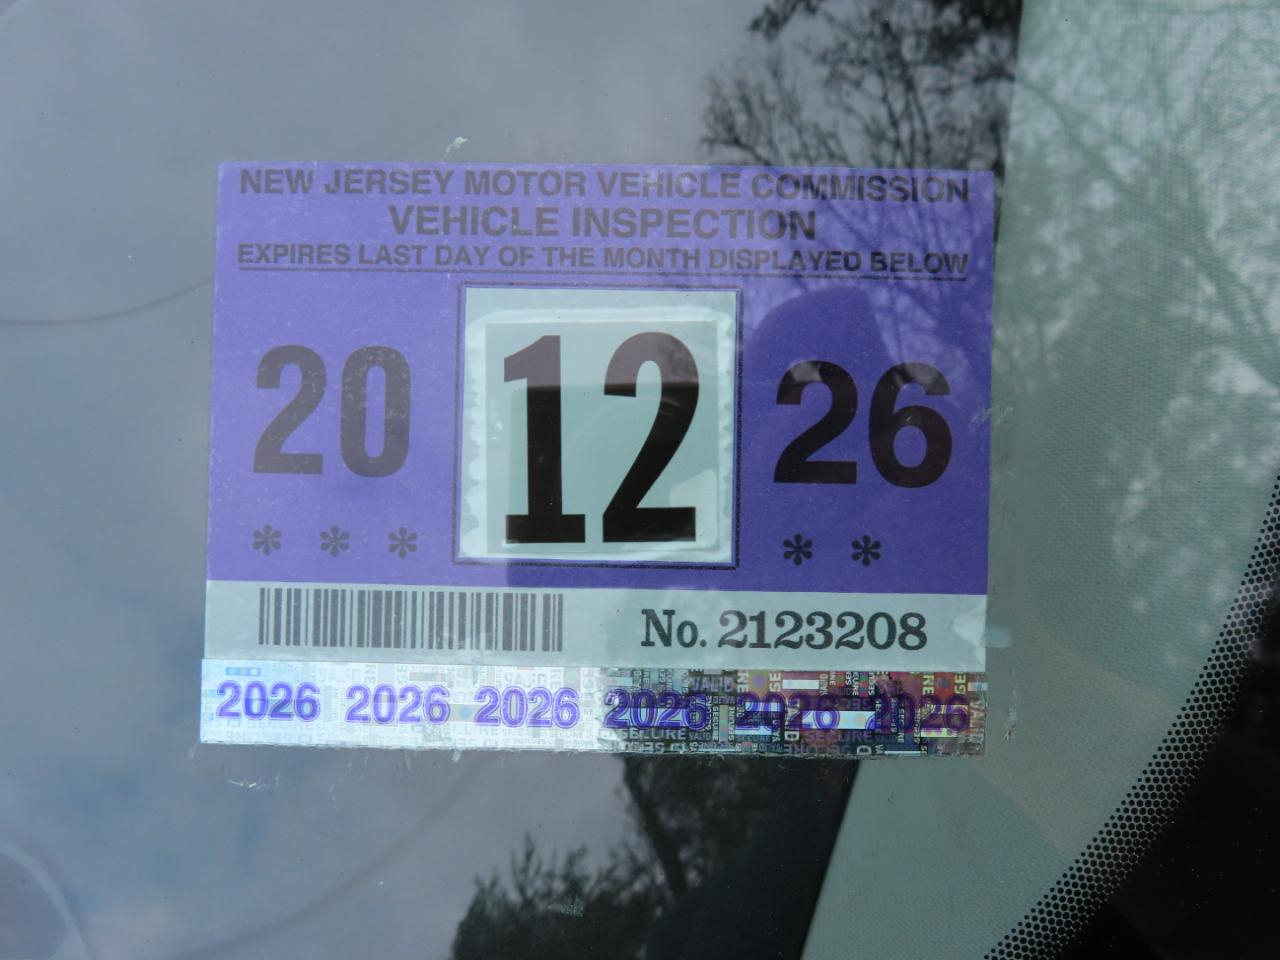 NEW JERSEY MOTOR VEHICLE COMMISSION
VEHICLE INSPECTION
EXPIRES LAST DAY OF THE MONTH DISPLAYED BELOW
20 12 26
* * * * *
No. 2123208
2026 2026 2026 2026 2026 2026